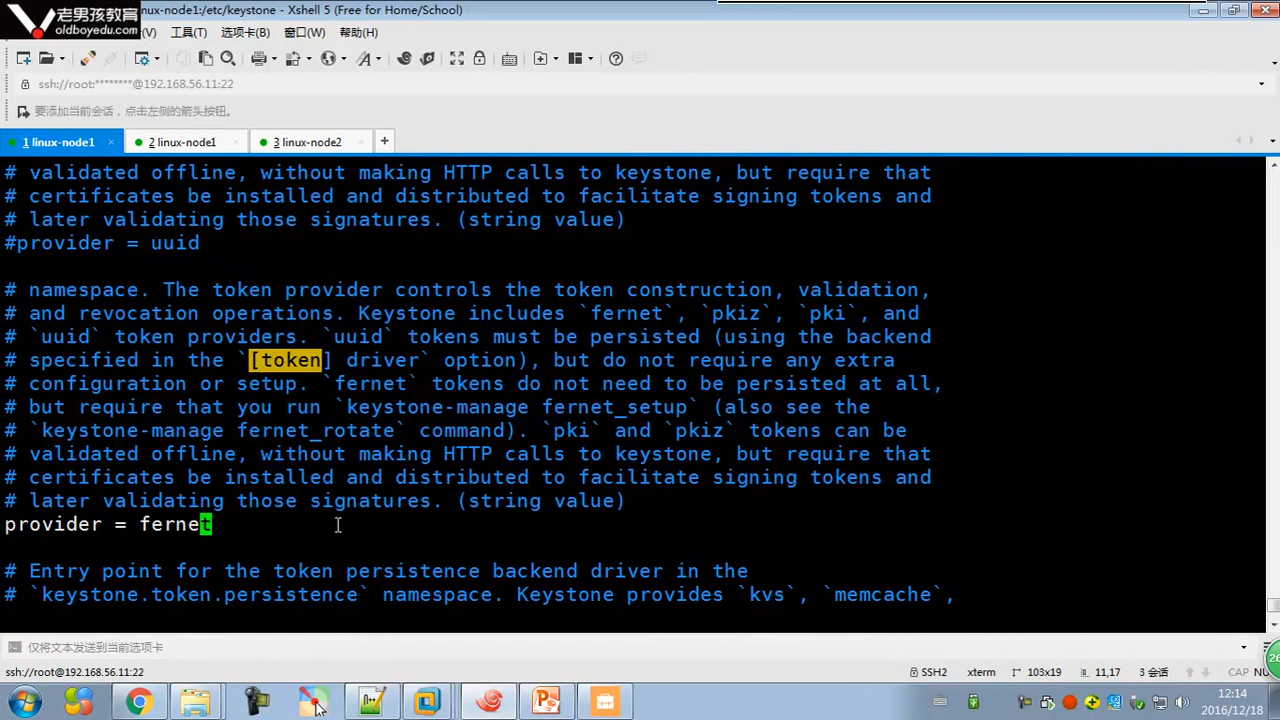 老男孩教育
oldboyedu.com
nux-node1:/etc/keystone - Xshell 5 (Free for Home/School)
(V) 工具(T) 选项卡(B) 窗口(W) 帮助(H)
ssh://root:********@192.168.56.11:22
要添加当前会话，点击左侧的箭头按钮。
1 linux-node1 × 2 linux-node1 × 3 linux-node2 × +
# validated offline, without making HTTP calls to keystone, but require that
# certificates be installed and distributed to facilitate signing tokens and
# later validating those signatures. (string value)
#provider = uuid
# namespace. The token provider controls the token construction, validation,
# and revocation operations. Keystone includes `fernet`, `pkiz`, `pki`, and
# `uuid` token providers. `uuid` tokens must be persisted (using the backend
# specified in the `[token] driver` option), but do not require any extra
# configuration or setup. `fernet` tokens do not need to be persisted at all,
# but require that you run `keystone-manage fernet_setup` (also see the
# `keystone-manage fernet_rotate` command). `pki` and `pkiz` tokens can be
# validated offline, without making HTTP calls to keystone, but require that
# certificates be installed and distributed to facilitate signing tokens and
# later validating those signatures. (string value)
provider = fernet
# Entry point for the token persistence backend driver in the
# `keystone.token.persistence` namespace. Keystone provides `kvs`, `memcache`,
仅将文本发送到当前选项卡
ssh://root@192.168.56.11:22 SSH2 xterm 103x19 11,17 3 会话 CAP NU
12:14
2016/12/18